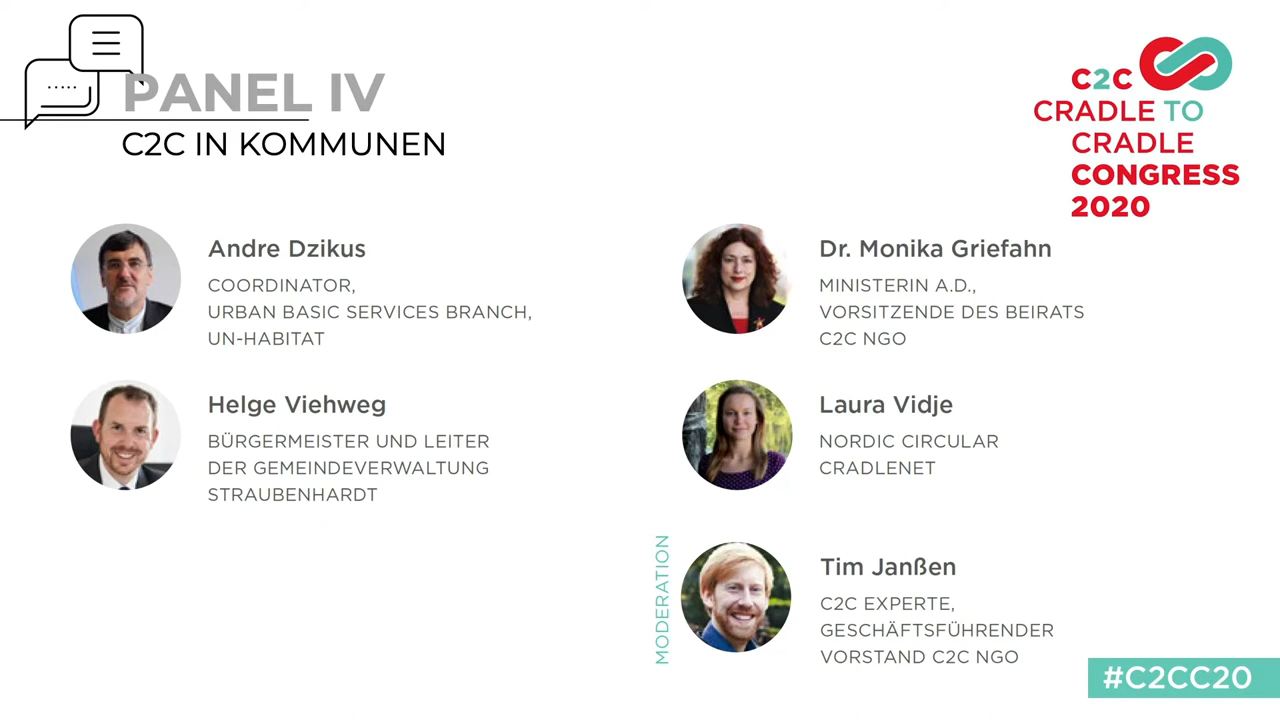 PANEL IV
C2C IN KOMMUNEN
C2C
CRADLE TO
CRADLE
CONGRESS
2020
Andre Dzikus
COORDINATOR,
URBAN BASIC SERVICES BRANCH,
UN-HABITAT
Dr. Monika Griefahn
MINISTERIN A.D.,
VORSITZENDE DES BEIRATS
C2C NGO
Helge Viehweg
BÜRGERMEISTER UND LEITER
DER GEMEINDEVERWALTUNG
STRAUBENHARDT
Laura Vidje
NORDIC CIRCULAR
CRADLENET
MODERATION
Tim Janßen
C2C EXPERTE,
GESCHÄFTSFÜHRENDER
VORSTAND C2C NGO
#C2CC20